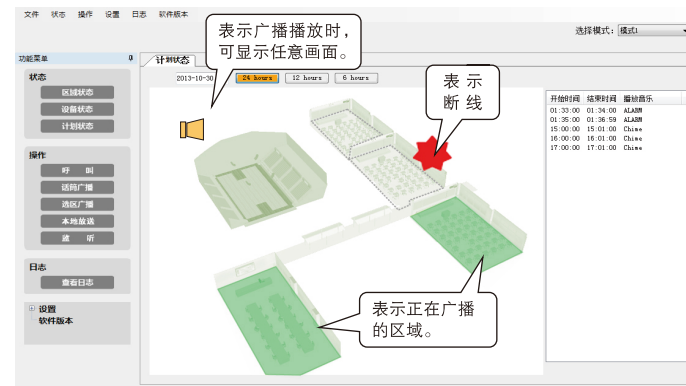 文件 状态 操作 设置 日志 软件版本
选择模式: 模式1
功能菜单
状态
区域状态
设备状态
计划状态
操作
呼 叫
话筒广播
选区广播
本地放送
监 听
日志
查看日志
设置
软件版本
计划状态
2013-10-30 24 hours 12 hours 6 hours
表示广播播放时，
可显示任意画面。
表 示
断 线
表示正在广播
的区域。
开始时间 结束时间 播放音乐
01:33:00 01:34:00 ALARM
01:35:00 01:36:59 ALARM
15:00:00 15:01:00 Chime
16:00:00 16:01:00 Chime
17:00:00 17:01:00 Chime